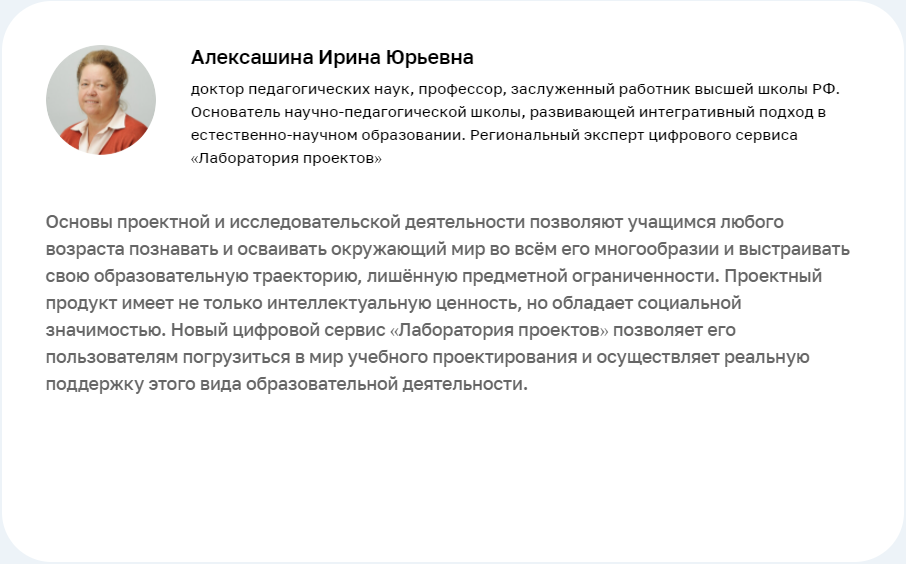 Алексашина Ирина Юрьевна
доктор педагогических наук, профессор, заслуженный работник высшей школы РФ.
Основатель научно-педагогической школы, развивающей интегративный подход в
естественно-научном образовании. Региональный эксперт цифрового сервиса
«Лаборатория проектов»
Основы проектной и исследовательской деятельности позволяют учащимся любого
возраста познавать и осваивать окружающий мир во всём его многообразии и выстраивать
свою образовательную траекторию, лишённую предметной ограниченности. Проектный
продукт имеет не только интеллектуальную ценность, но обладает социальной
значимостью. Новый цифровой сервис «Лаборатория проектов» позволяет его
пользователям погрузиться в мир учебного проектирования и осуществляет реальную
поддержку этого вида образовательной деятельности.